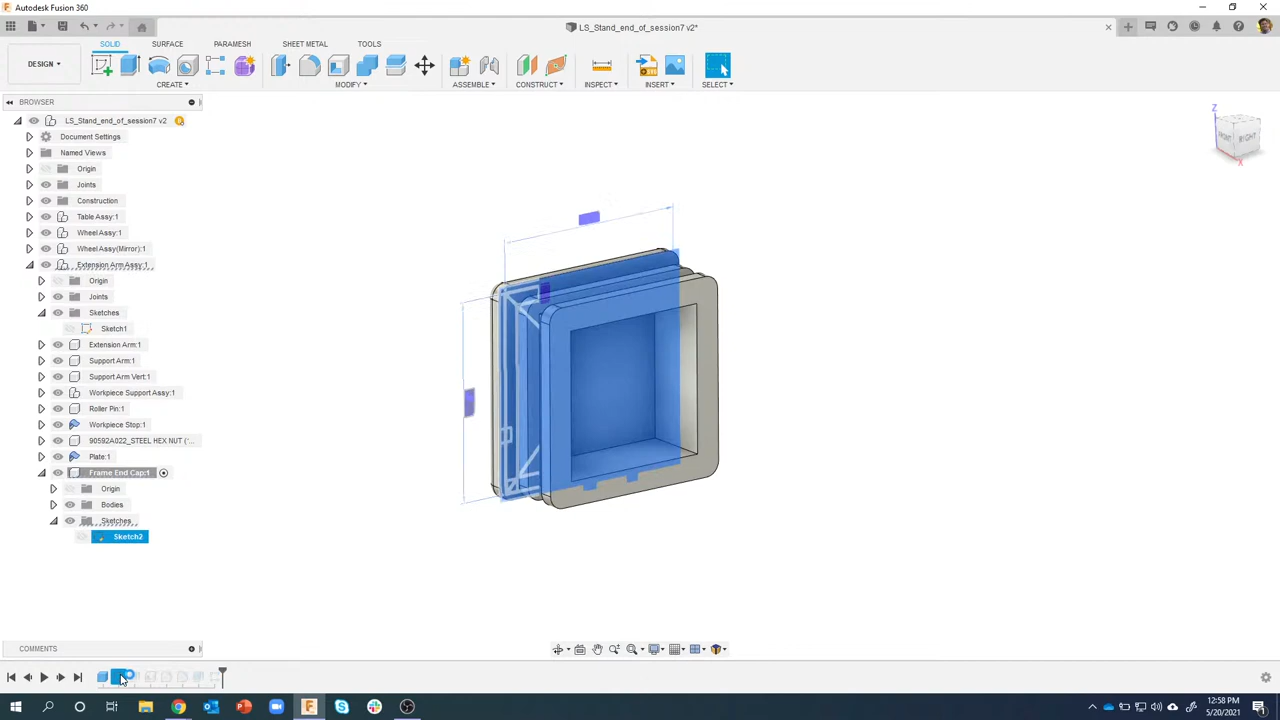 Autodesk Fusion 360
LS_Stand_end_of_session7 v2*
SOLID SURFACE PARAMESH SHEET METAL TOOLS
DESIGN
CREATE MODIFY ASSEMBLE CONSTRUCT INSPECT INSERT SELECT
BROWSER
LS_Stand_end_of_session7 v2
Document Settings
Named Views
Origin
Joints
Construction
Table Assy:1
Wheel Assy:1
Wheel Assy(Mirror):1
Extension Arm Assy:1
Origin
Joints
Sketches
Sketch1
Extension Arm:1
Support Arm:1
Support Arm Vert:1
Workpiece Support Assy:1
Roller Pin:1
Workpiece Stop:1
90592A022_STEEL HEX NUT (...
Plate:1
Frame End Cap:1
Origin
Bodies
Sketches
Sketch2
Z
FRONT RIGHT
X
COMMENTS
12:58 PM
5/20/2021